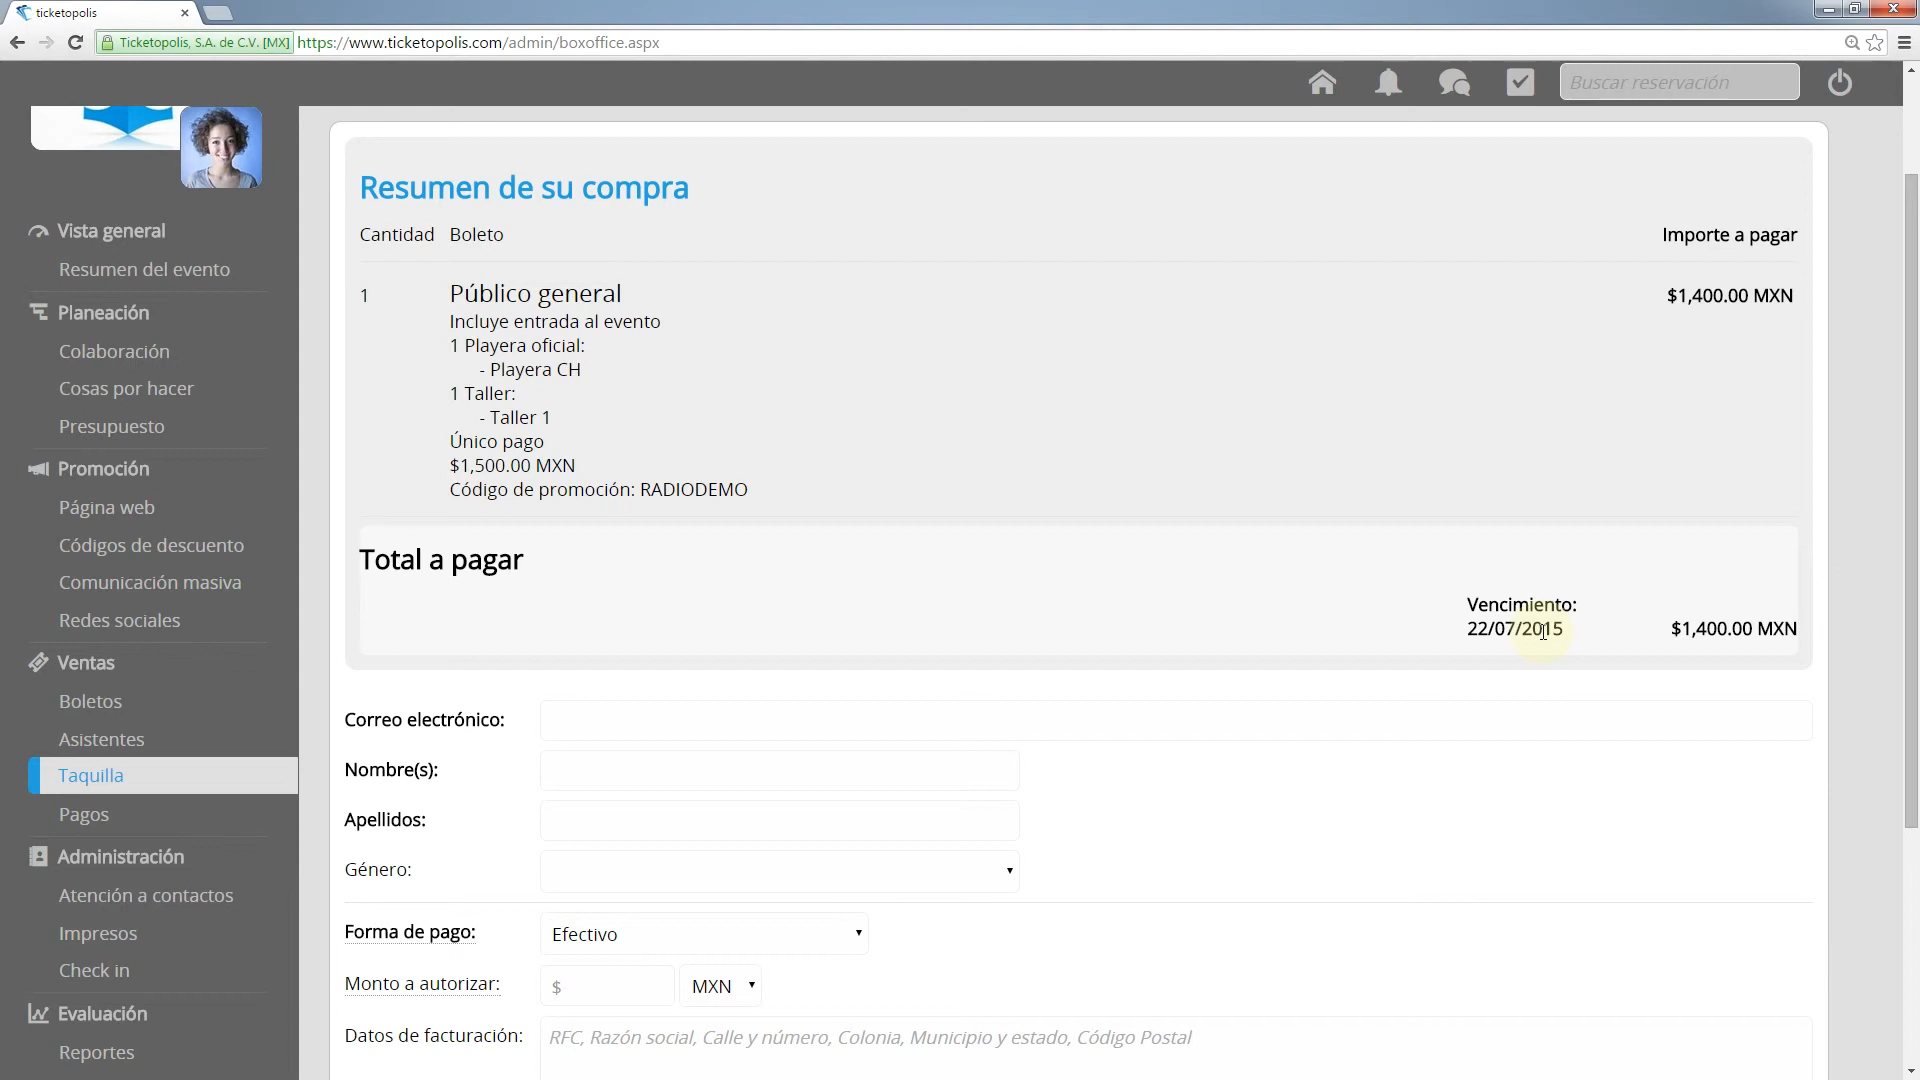 ticketopolis
Ticketopolis, S.A. de C.V. [MX] https://www.ticketopolis.com/admin/boxoffice.aspx
Buscar reservación
Vista general
Resumen del evento
Planeación
Colaboración
Cosas por hacer
Presupuesto
Promoción
Página web
Códigos de descuento
Comunicación masiva
Redes sociales
Ventas
Boletos
Asistentes
Taquilla
Pagos
Administración
Atención a contactos
Impresos
Check in
Evaluación
Reportes
Resumen de su compra
Cantidad Boleto Importe a pagar
1 Público general $1,400.00 MXN
Incluye entrada al evento
1 Playera oficial:
- Playera CH
1 Taller:
- Taller 1
Único pago
$1,500.00 MXN
Código de promoción: RADIODEMO
Total a pagar
Vencimiento:
22/07/2015 $1,400.00 MXN
Correo electrónico:
Nombre(s):
Apellidos:
Género:
Forma de pago: Efectivo
Monto a autorizar: $ MXN
Datos de facturación: RFC, Razón social, Calle y número, Colonia, Municipio y estado, Código Postal